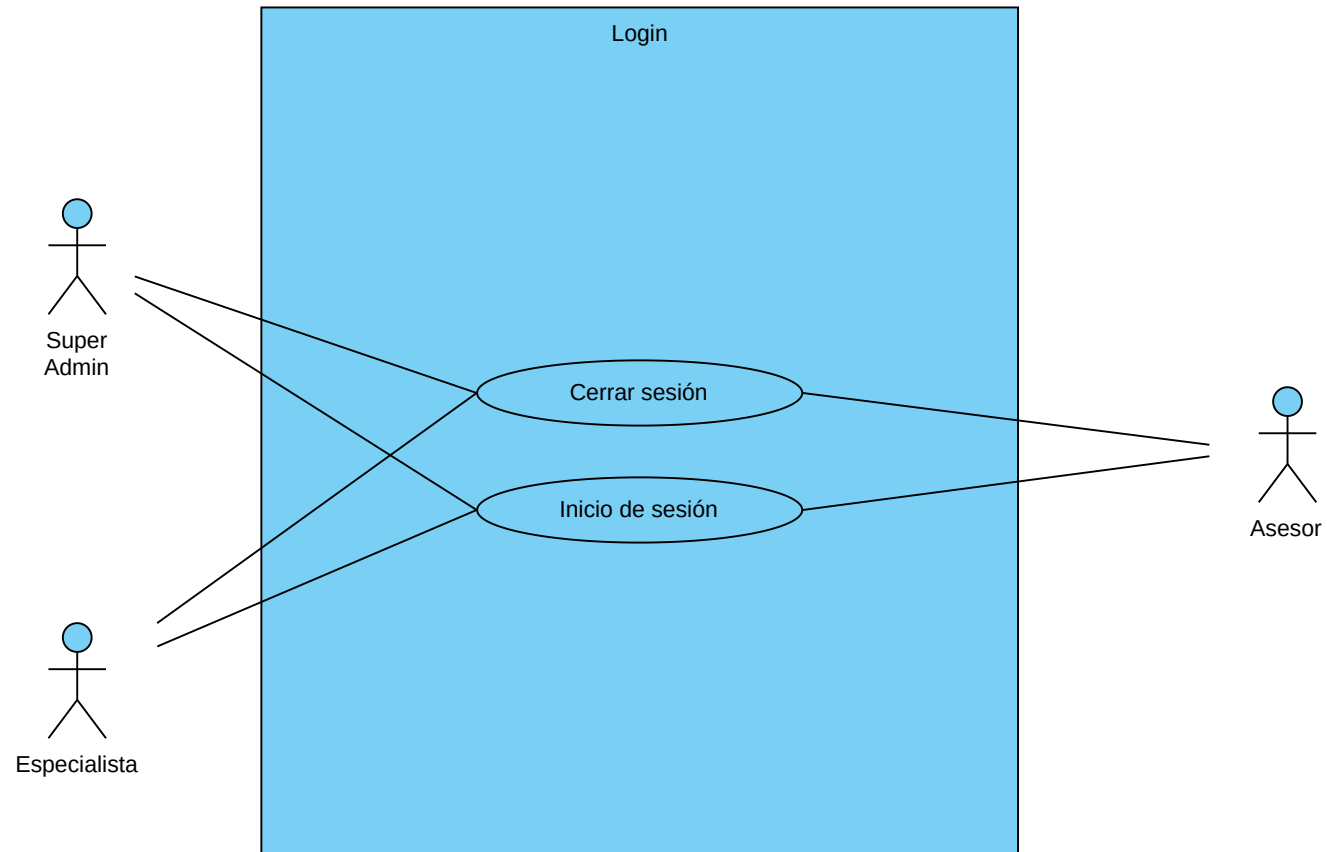 Login
Super
Admin
Cerrar sesión
Inicio de sesión
Asesor
Especialista